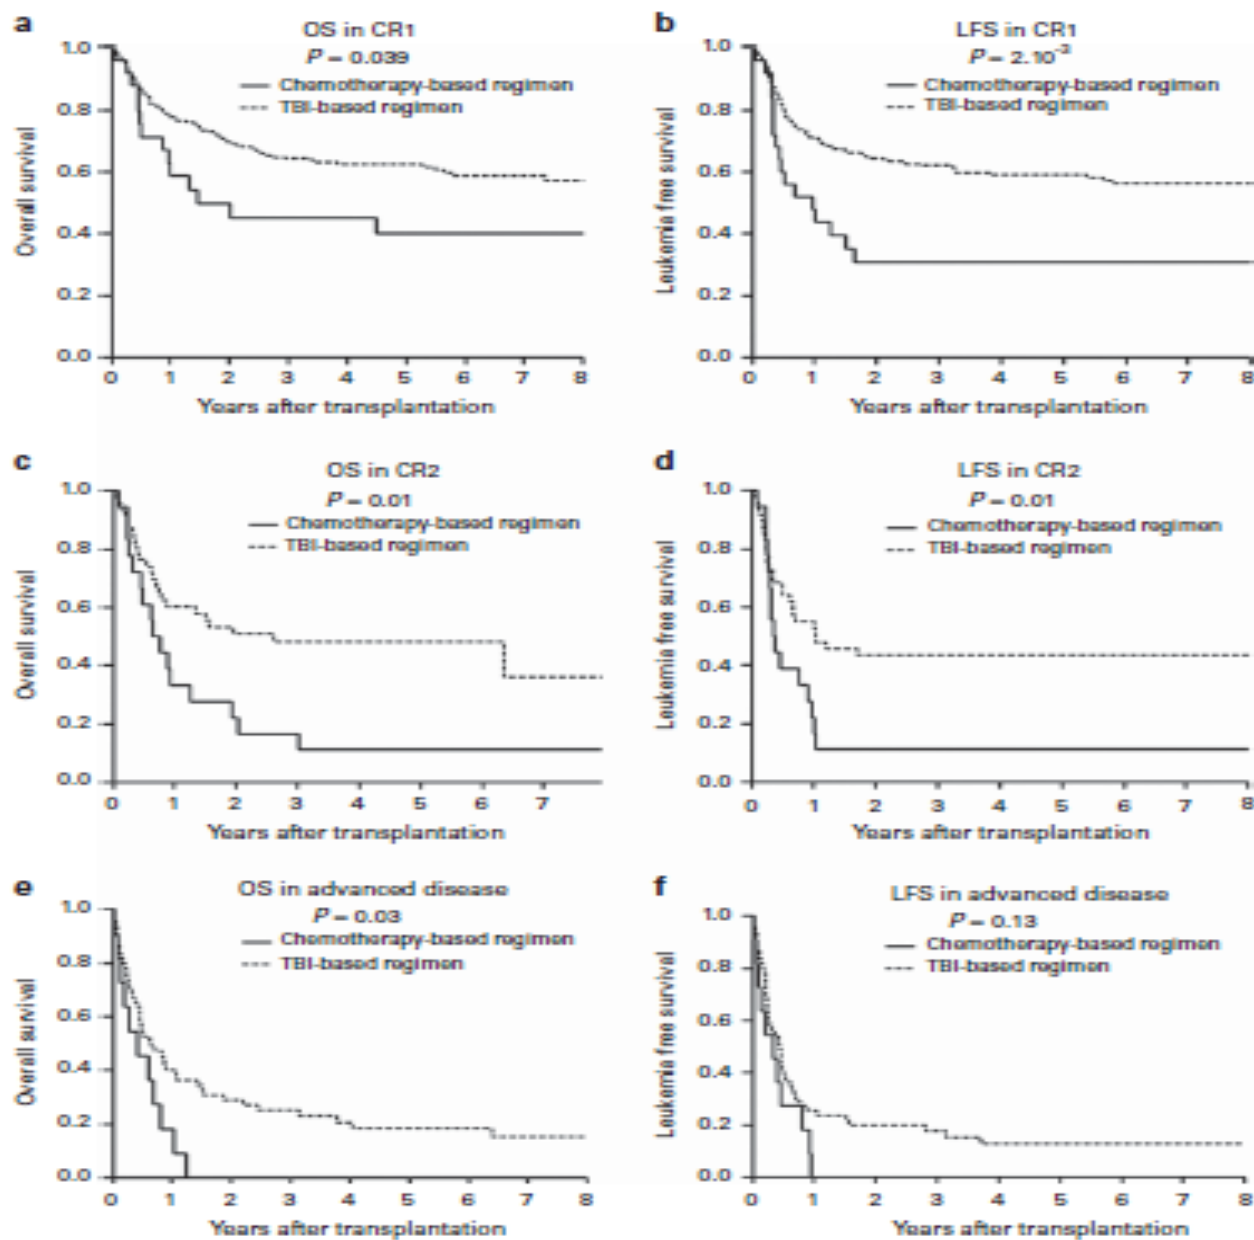 a
OS in CR1
P = 0.039
Chemotherapy-based regimen
TBI-based regimen
Overall survival
1.0
0.8
0.6
0.4
0.2
0.0
0 1 2 3 4 5 6 7 8
Years after transplantation
b
LFS in CR1
P = 2.10⁻³
Chemotherapy-based regimen
TBI-based regimen
Leukemia free survival
1.0
0.8
0.6
0.4
0.2
0.0
0 1 2 3 4 5 6 7 8
Years after transplantation
c
OS in CR2
P = 0.01
Chemotherapy-based regimen
TBI-based regimen
Overall survival
1.0
0.8
0.6
0.4
0.2
0.0
0 1 2 3 4 5 6 7
Years after transplantation
d
LFS in CR2
P = 0.01
Chemotherapy-based regimen
TBI-based regimen
Leukemia free survival
1.0
0.8
0.6
0.4
0.2
0.0
0 1 2 3 4 5 6 7 8
Years after transplantation
e
OS in advanced disease
P = 0.03
Chemotherapy-based regimen
TBI-based regimen
Overall survival
1.0
0.8
0.6
0.4
0.2
0.0
0 1 2 3 4 5 6 7 8
Years after transplantation
f
LFS in advanced disease
P = 0.13
Chemotherapy-based regimen
TBI-based regimen
Leukemia free survival
1.0
0.8
0.6
0.4
0.2
0.0
0 1 2 3 4 5 6 7 8
Years after transplantation